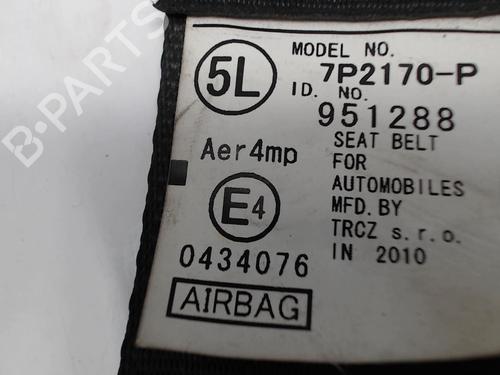 MODEL NO.
5L
7P2170-P
ID. NO.
951288
Aer4mp
SEAT BELT
FOR
AUTOMOBILES
E4
MFD. BY
TRCZ s. r. o.
0434076
IN 2010
AIRBAG